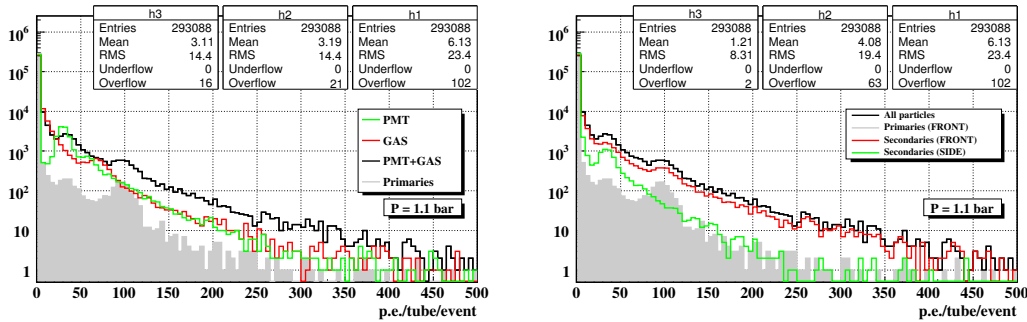 h3 h2 h1
Entries 293088 Entries 293088 Entries 293088
Mean 3.11 Mean 3.19 Mean 6.13
RMS 14.4 RMS 14.4 RMS 23.4
Underflow 0 Underflow 0 Underflow 0
Overflow 16 Overflow 21 Overflow 102
10^6
10^5
10^4
10^3
10^2
10
1
PMT
GAS
PMT+GAS
Primaries
P = 1.1 bar
0 50 100 150 200 250 300 350 400 450 500
p.e./tube/event
h3 h2 h1
Entries 293088 Entries 293088 Entries 293088
Mean 1.21 Mean 4.08 Mean 6.13
RMS 8.31 RMS 19.4 RMS 23.4
Underflow 0 Underflow 0 Underflow 0
Overflow 2 Overflow 63 Overflow 102
10^6
10^5
10^4
10^3
10^2
10
1
All particles
Primaries (FRONT)
Secondaries (FRONT)
Secondaries (SIDE)
P = 1.1 bar
0 50 100 150 200 250 300 350 400 450 500
p.e./tube/event